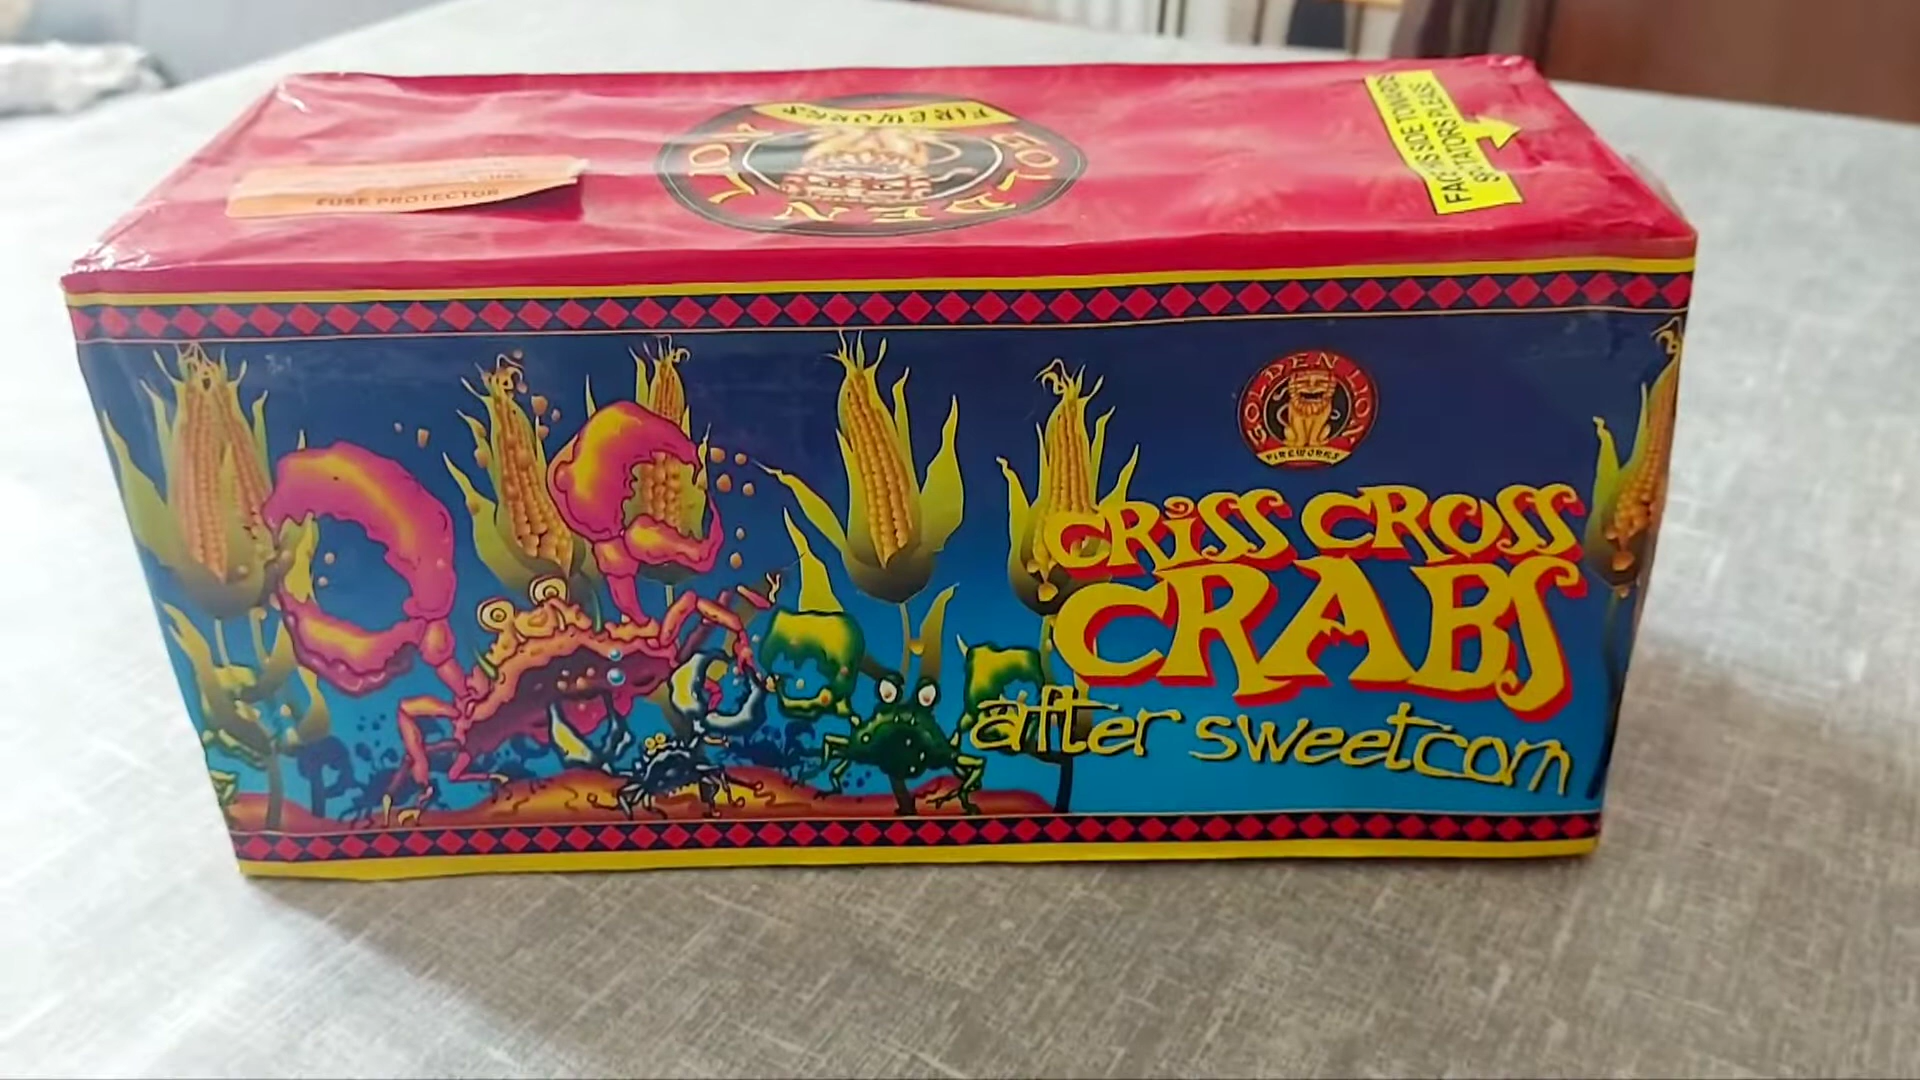 FIREWORKS
GOLDEN LION
FUSE PROTECTOR
FACE THIS SIDE TOWARDS
SPECTATORS PLEASE
GOLDEN LION
FIREWORKS
CRISS CROSS
CRABS
after sweetcorn